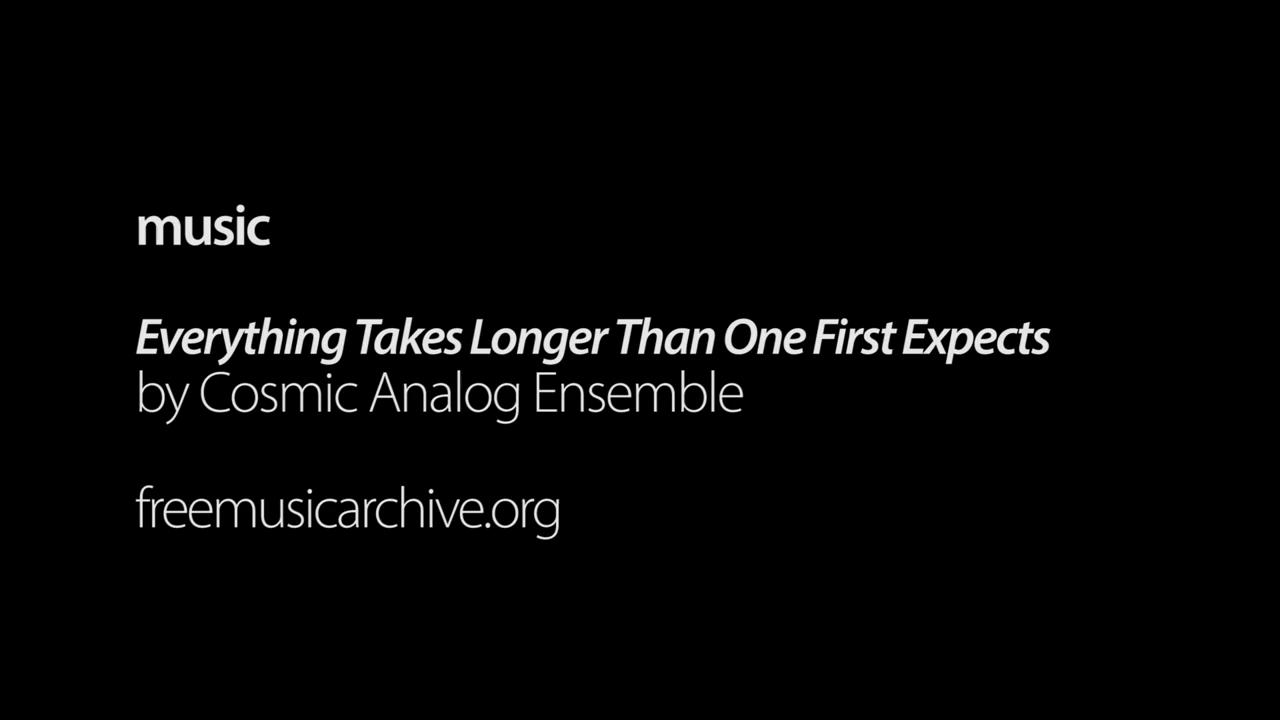 music
Everything Takes Longer Than One First Expects
by Cosmic Analog Ensemble
freemusicarchive.org